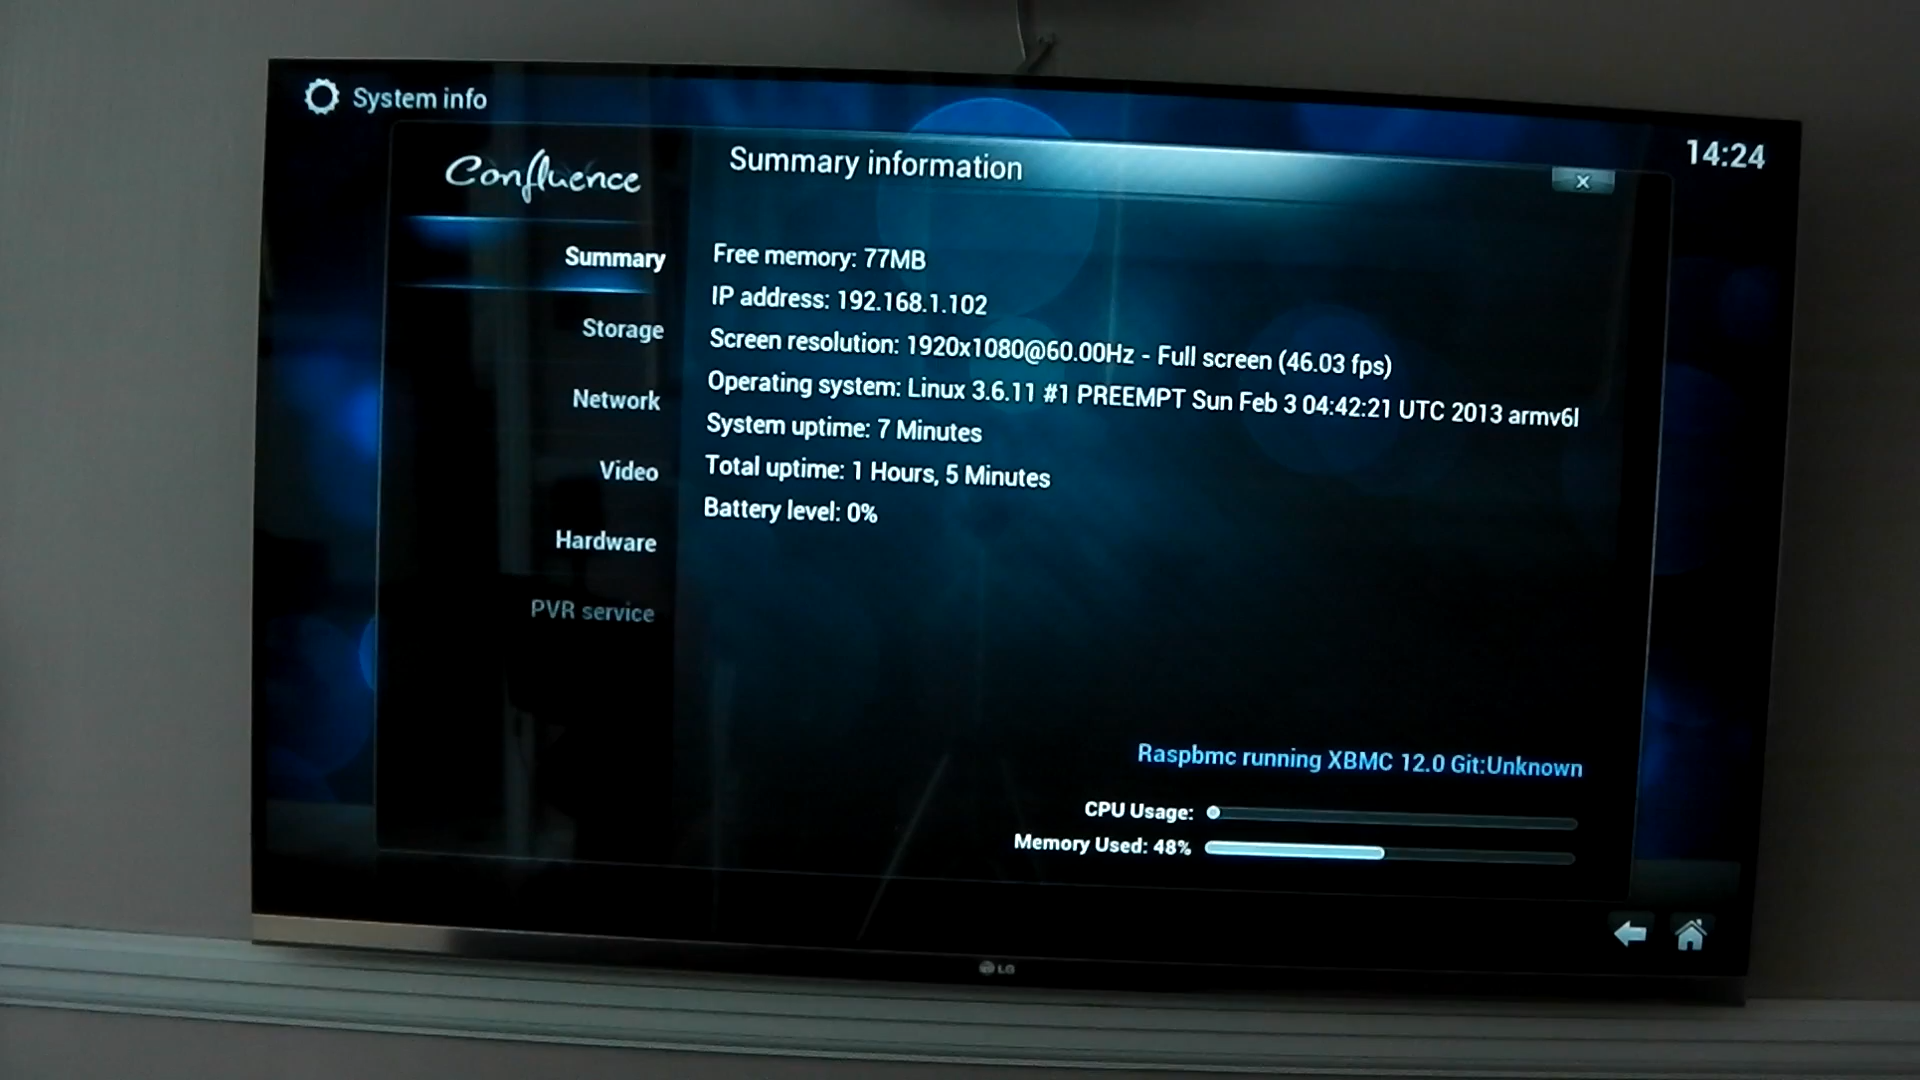 System info
14:24
Confluence
Summary information
x
Summary
Storage
Network
Video
Hardware
PVR service
Free memory: 77MB
IP address: 192.168.1.102
Screen resolution: 1920x1080@60.00Hz - Full screen (46.03 fps)
Operating system: Linux 3.6.11 #1 PREEMPT Sun Feb 3 04:42:21 UTC 2013 armv6l
System uptime: 7 Minutes
Total uptime: 1 Hours, 5 Minutes
Battery level: 0%
Raspbmc running XBMC 12.0 Git:Unknown
CPU Usage:
Memory Used: 48%
LG